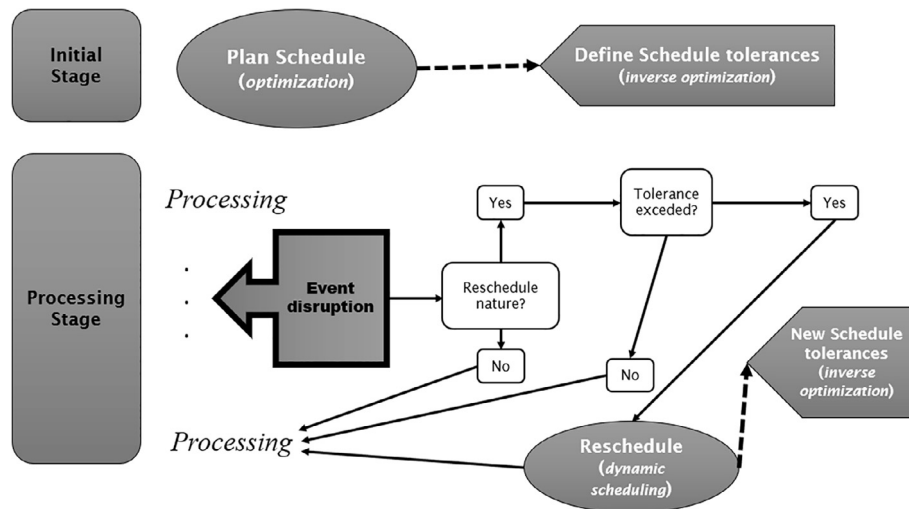 Initial
Stage
Plan Schedule
(optimization)
Define Schedule tolerances
(inverse optimization)
Processing
Stage
Processing
.
.
.
Event
disruption
Reschedule
nature?
Yes
No
Tolerance
exceded?
Yes
No
New Schedule
tolerances
(inverse
optimization)
Reschedule
(dynamic
scheduling)
Processing